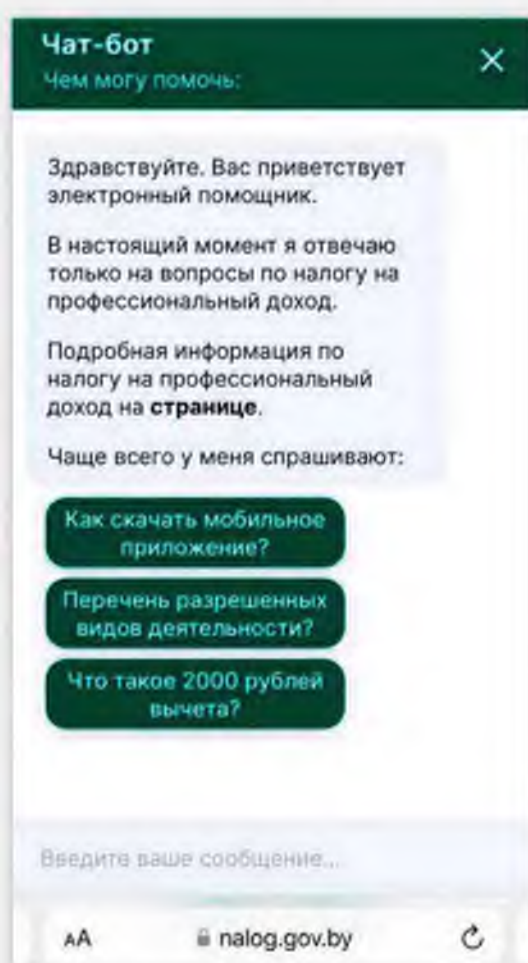 Чат-бот
Чем могу помочь:
Здравствуйте. Вас приветствует
электронный помощник.
В настоящий момент я отвечаю
только на вопросы по налогу на
профессиональный доход.
Подробная информация по
налогу на профессиональный
доход на странице.
Чаще всего у меня спрашивают:
Как скачать мобильное
приложение?
Перечень разрешенных
видов деятельности?
Что такое 2000 рублей
вычета?
Введите ваше сообщение...
AA nalog.gov.by